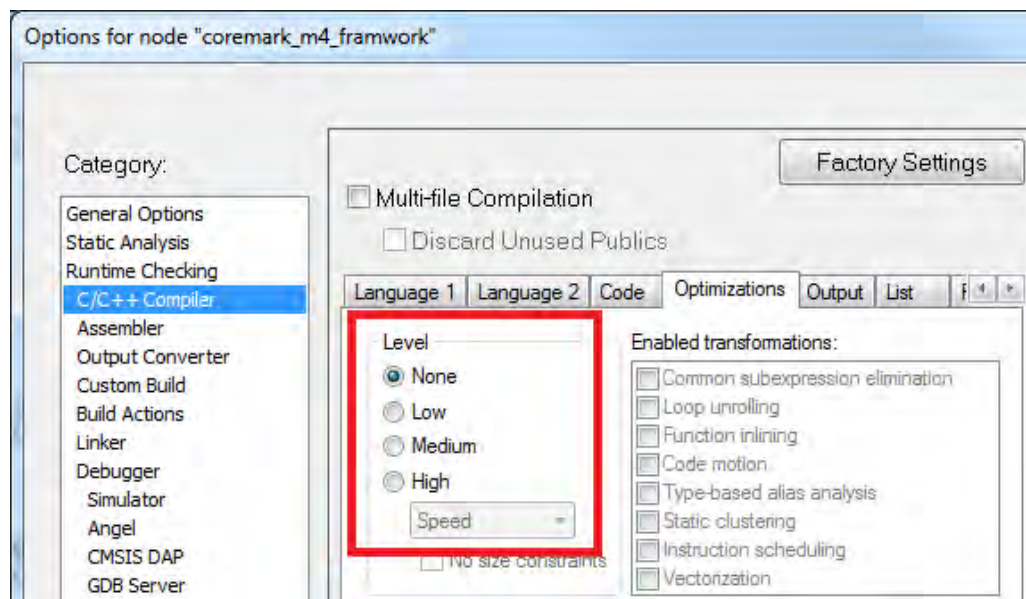 Options for node "coremark_m4_framwork"
Category:
General Options
Static Analysis
Runtime Checking
C/C++ Compiler
Assembler
Output Converter
Custom Build
Build Actions
Linker
Debugger
Simulator
Angel
CMSIS DAP
GDB Server
Factory Settings
Multi-file Compilation
Discard Unused Publics
Language 1 Language 2 Code Optimizations Output List
Level
None
Low
Medium
High
Speed
No size constraints
Enabled transformations:
Common subexpression elimination
Loop unrolling
Function inlining
Code motion
Type-based alias analysis
Static clustering
Instruction scheduling
Vectorization